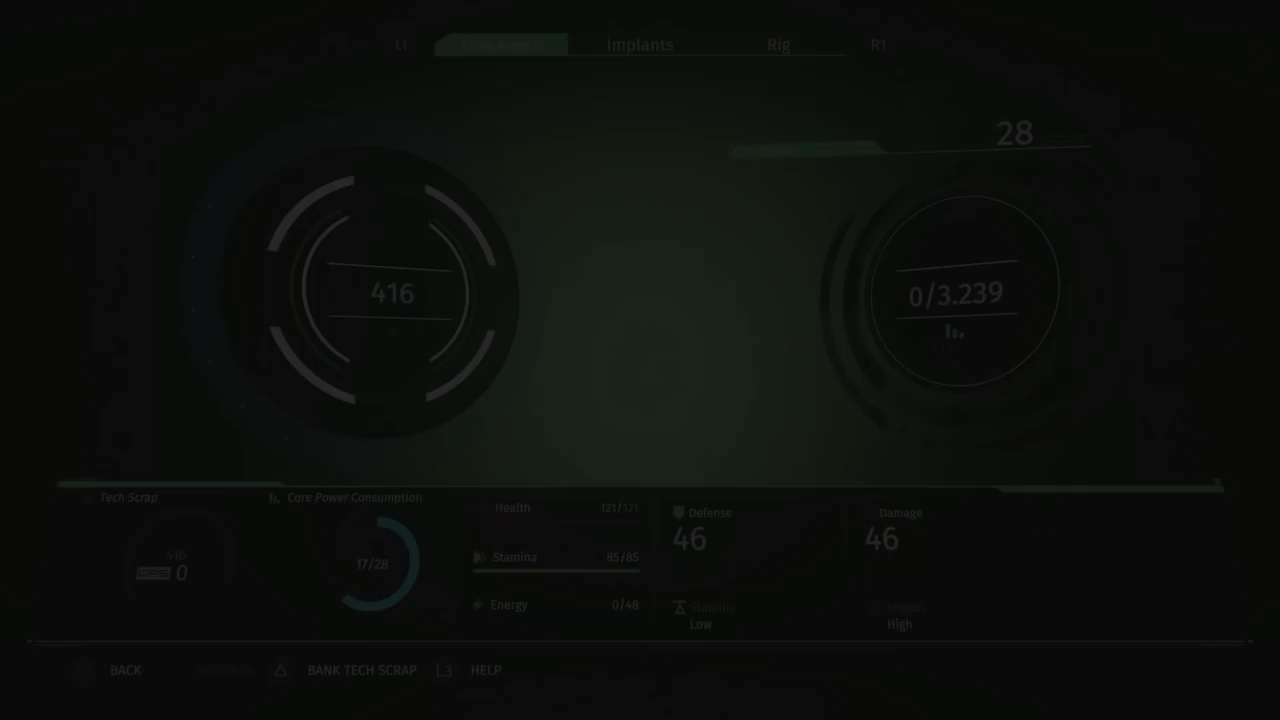 L1
Implants
Rig
R1
28
416
0/3.239
Tech Scrap
Core Power Consumption
416
0
17/28
Health
121/121
Stamina
85/85
Energy
0/48
Defense
46
Damage
46
Stability
Low
High
BACK
BANK TECH SCRAP
L3
HELP